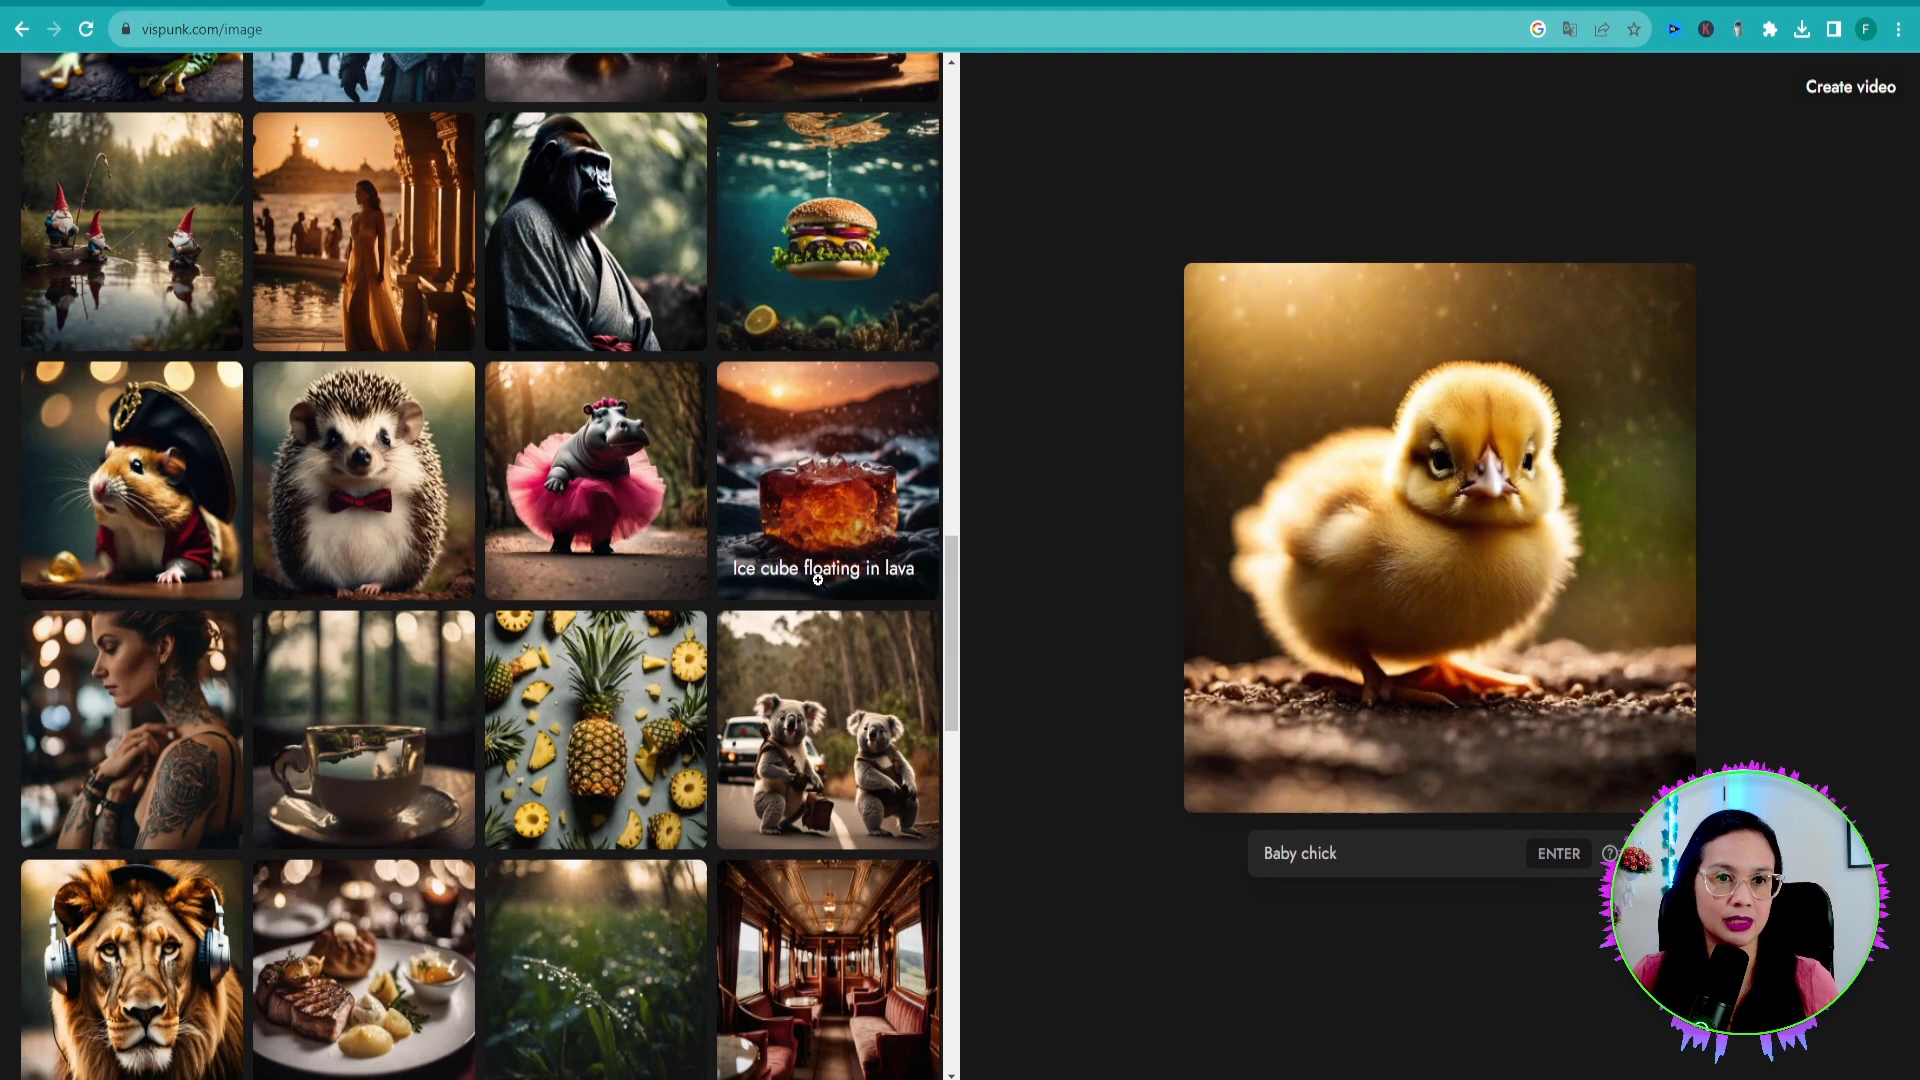 vispunk.com/image
F
Create video
Ice cube floating in lava
Baby chick
ENTER